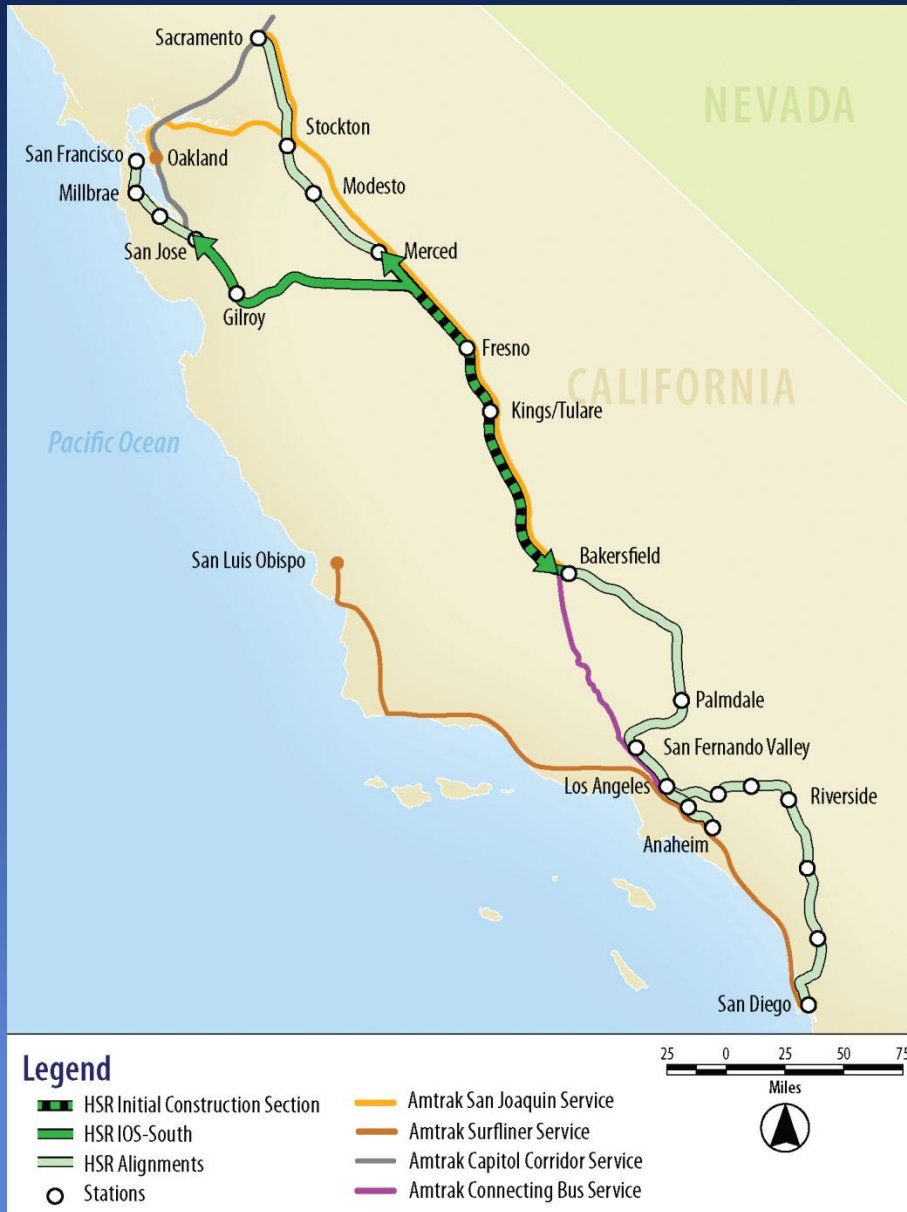 Sacramento
NEVADA
Stockton
San Francisco
Oakland
Millbrae
Modesto
San Jose
Merced
Gilroy
Fresno
CALIFORNIA
Kings/Tulare
Pacific Ocean
San Luis Obispo
Bakersfield
Palmdale
San Fernando Valley
Los Angeles
Riverside
Anaheim
San Diego
Legend
HSR Initial Construction Section
HSR IOS-South
HSR Alignments
Stations
Amtrak San Joaquin Service
Amtrak Surfliner Service
Amtrak Capitol Corridor Service
Amtrak Connecting Bus Service
25 0 25 50 75
Miles